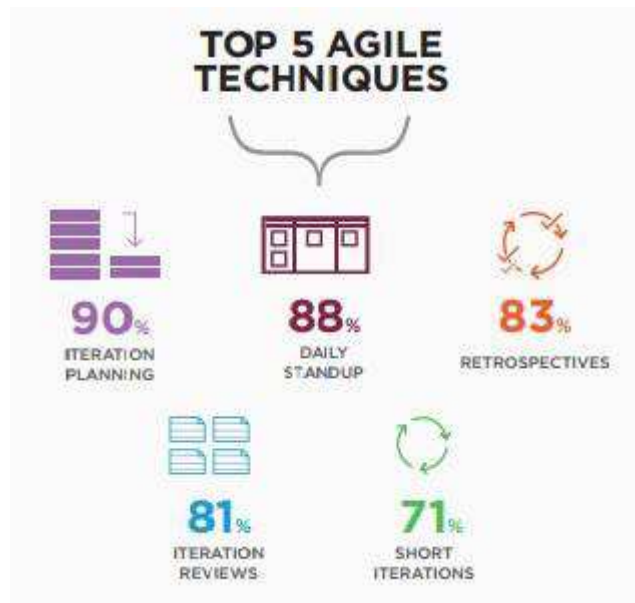 TOP 5 AGILE
TECHNIQUES
90%
ITERATION
PLANNING
88%
DAILY
STANDUP
83%
RETROSPECTIVES
81%
ITERATION
REVIEWS
71%
SHORT
ITERATIONS